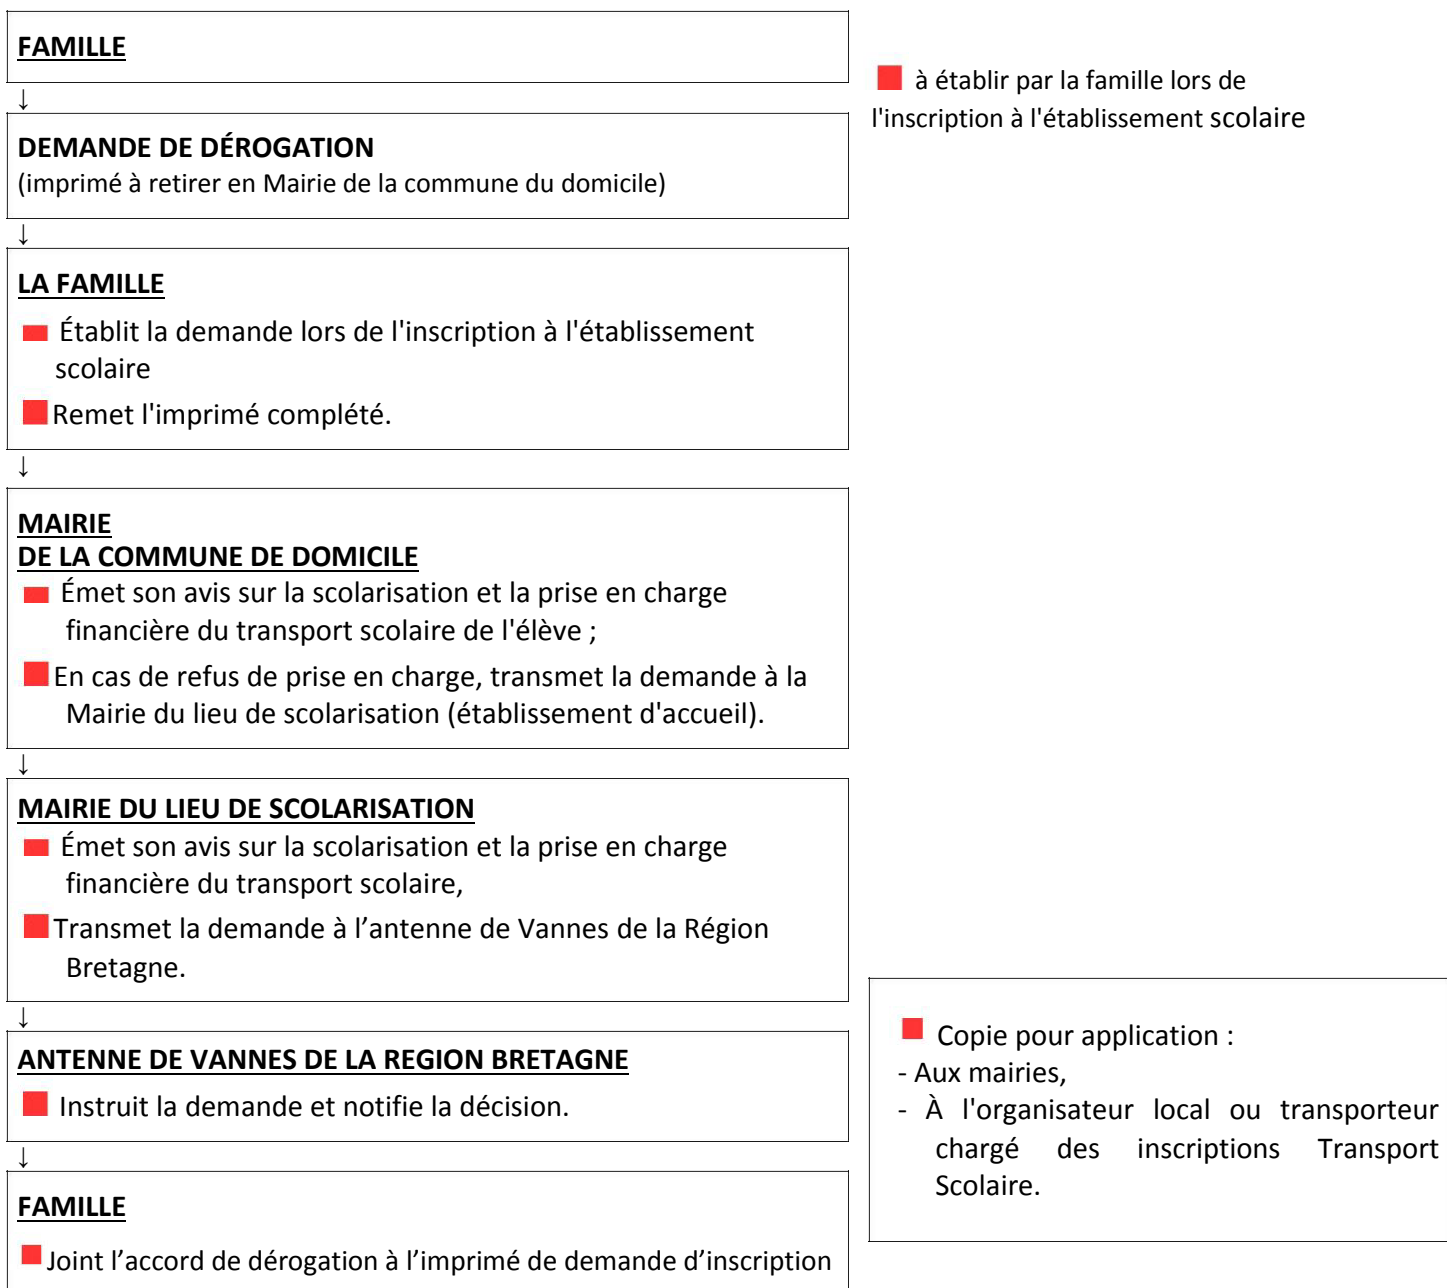 FAMILLE
■ à établir par la famille lors de
l'inscription à l'établissement scolaire
↓
DEMANDE DE DÉROGATION
(imprimé à retirer en Mairie de la commune du domicile)
↓
LA FAMILLE
■ Établit la demande lors de l'inscription à l'établissement
scolaire
■ Remet l'imprimé complété.
↓
MAIRIE
DE LA COMMUNE DE DOMICILE
■ Émet son avis sur la scolarisation et la prise en charge
financière du transport scolaire de l'élève ;
■ En cas de refus de prise en charge, transmet la demande à la
Mairie du lieu de scolarisation (établissement d'accueil).
↓
MAIRIE DU LIEU DE SCOLARISATION
■ Émet son avis sur la scolarisation et la prise en charge
financière du transport scolaire,
■ Transmet la demande à l’antenne de Vannes de la Région
Bretagne.
↓
ANTENNE DE VANNES DE LA REGION BRETAGNE
■ Instruit la demande et notifie la décision.
↓
FAMILLE
■ Joint l’accord de dérogation à l’imprimé de demande d’inscription
■ Copie pour application :
- Aux mairies,
- À l'organisateur local ou transporteur
chargé des inscriptions Transport
Scolaire.